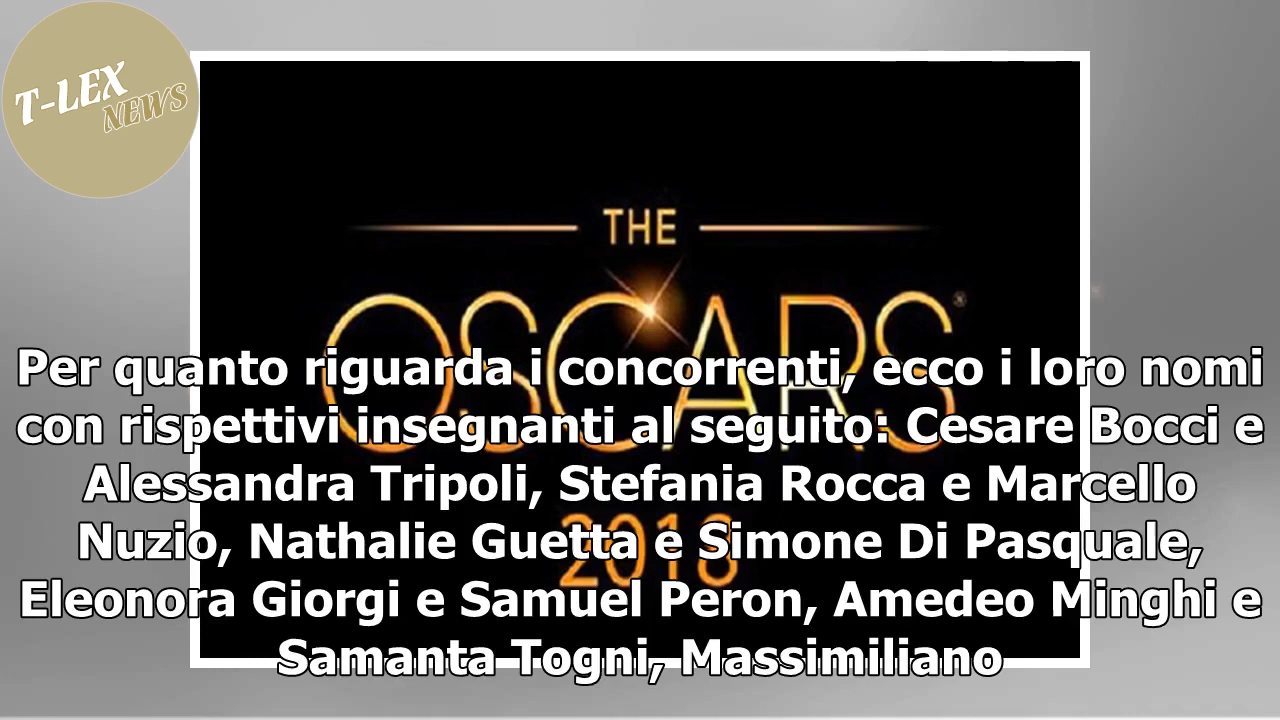 T-LEX
NEWS
THE
OSCARS
®
2018
Per quanto riguarda i concorrenti, ecco i loro nomi
con rispettivi insegnanti al seguito: Cesare Bocci e
Alessandra Tripoli, Stefania Rocca e Marcello
Nuzio, Nathalie Guetta e Simone Di Pasquale,
Eleonora Giorgi e Samuel Peron, Amedeo Minghi e
Samanta Togni, Massimiliano